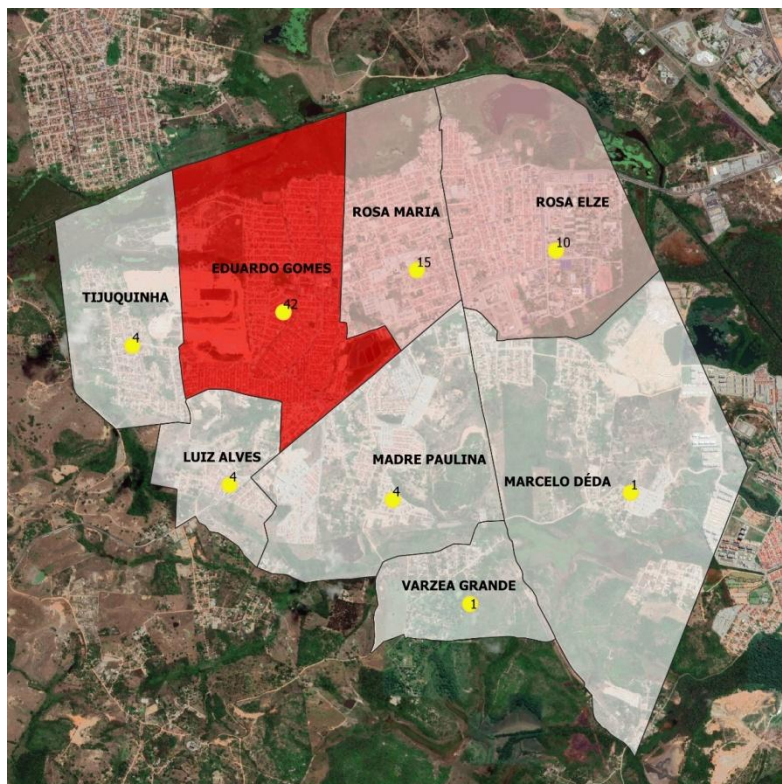 ROSA ELZE
ROSA MARIA
10
15
EDUARDO GOMES
42
TIJUQUINHA
4
LUIZ ALVES
4
MADRE PAULINA
4
MARCELO DÉDA
1
VARZEA GRANDE
1